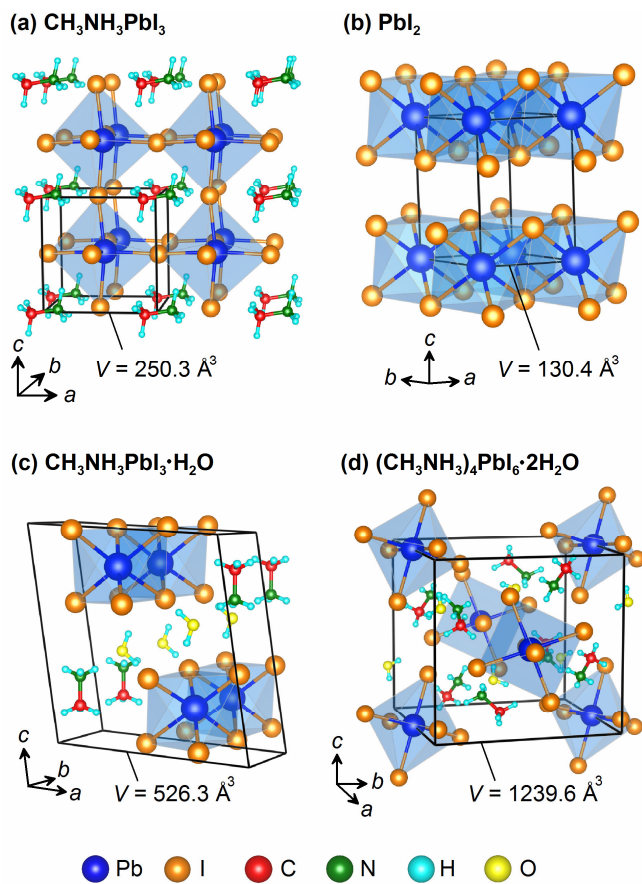 (a) CH₃NH₃PbI₃
(b) PbI₂
c
b
a
V = 250.3 Å³
c
b
a
V = 130.4 Å³
(c) CH₃NH₃PbI₃·H₂O
(d) (CH₃NH₃)₄PbI₆·2H₂O
c
b
a
V = 526.3 Å³
c
b
a
V = 1239.6 Å³
Pb I C N H O